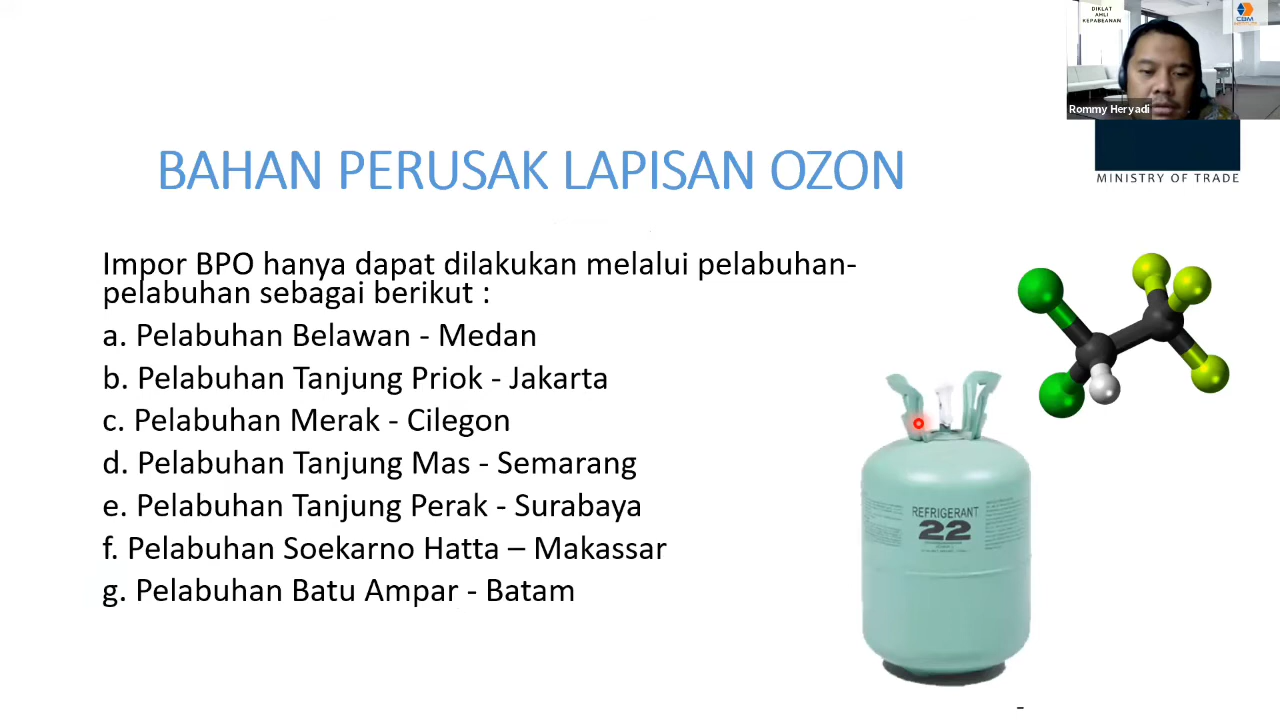 DIKLAT
AHLI
KEPABEANAN
CBM
Rommy Heryadi
MINISTRY OF TRADE
BAHAN PERUSAK LAPISAN OZON
Impor BPO hanya dapat dilakukan melalui pelabuhan-
pelabuhan sebagai berikut :
a. Pelabuhan Belawan - Medan
b. Pelabuhan Tanjung Priok - Jakarta
c. Pelabuhan Merak - Cilegon
d. Pelabuhan Tanjung Mas - Semarang
e. Pelabuhan Tanjung Perak - Surabaya
f. Pelabuhan Soekarno Hatta – Makassar
g. Pelabuhan Batu Ampar - Batam
REFRIGERANT
22